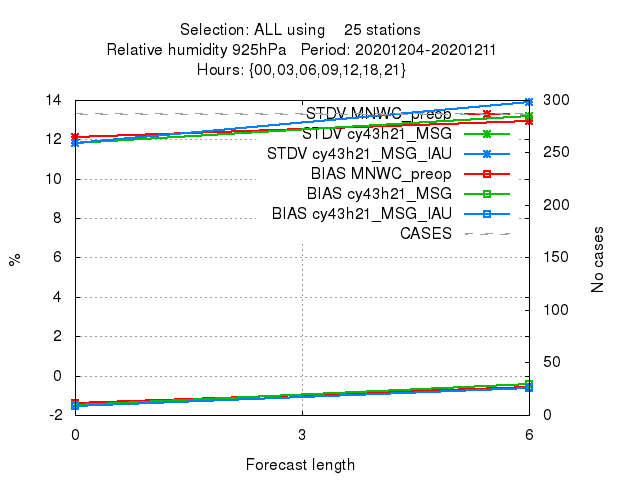 Selection: ALL using    25 stations
Relative humidity 925hPa   Period: 20201204-20201211
Hours: {00,03,06,09,12,18,21}
14
12
10
8
6
4
2
0
-2
%
STDV MNWC_preop
STDV cy43h21_MSG
STDV cy43h21_MSG_IAU
BIAS MNWC_preop
BIAS cy43h21_MSG
BIAS cy43h21_MSG_IAU
CASES
300
250
200
150
100
50
0
No cases
0 3 6
Forecast length